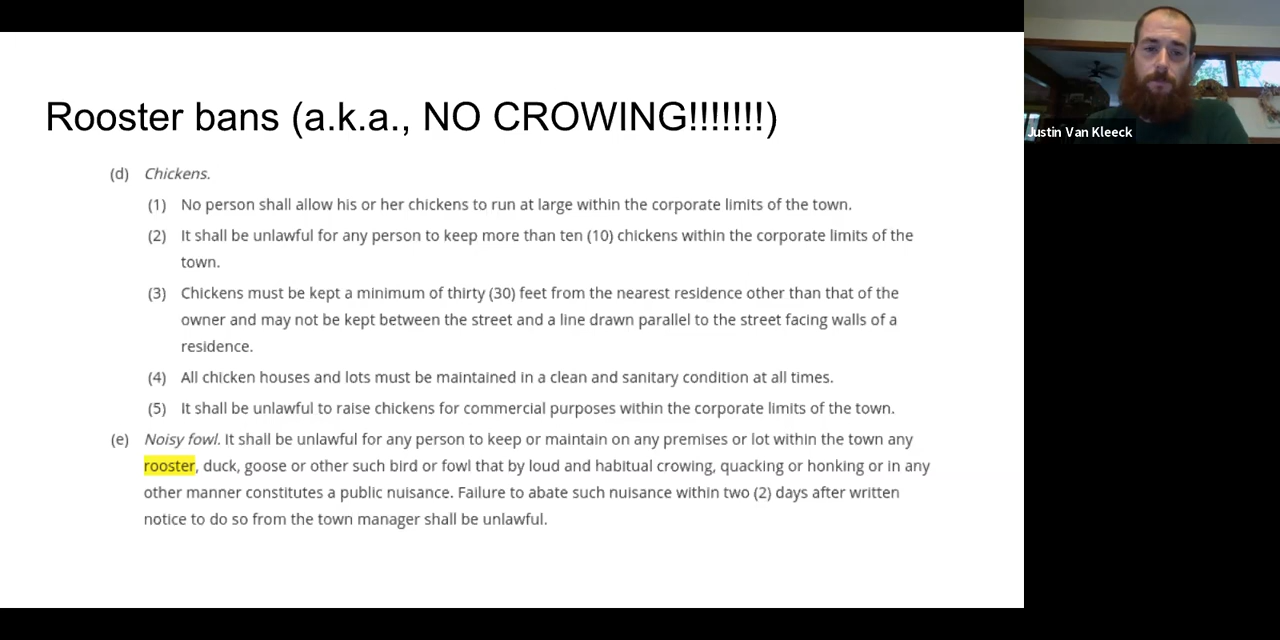 Rooster bans (a.k.a., NO CROWING!!!!!!!)
(d) Chickens.
(1) No person shall allow his or her chickens to run at large within the corporate limits of the town.
(2) It shall be unlawful for any person to keep more than ten (10) chickens within the corporate limits of the
town.
(3) Chickens must be kept a minimum of thirty (30) feet from the nearest residence other than that of the
owner and may not be kept between the street and a line drawn parallel to the street facing walls of a
residence.
(4) All chicken houses and lots must be maintained in a clean and sanitary condition at all times.
(5) It shall be unlawful to raise chickens for commercial purposes within the corporate limits of the town.
(e) Noisy fowl. It shall be unlawful for any person to keep or maintain on any premises or lot within the town any
rooster, duck, goose or other such bird or fowl that by loud and habitual crowing, quacking or honking or in any
other manner constitutes a public nuisance. Failure to abate such nuisance within two (2) days after written
notice to do so from the town manager shall be unlawful.
Justin Van Kleeck